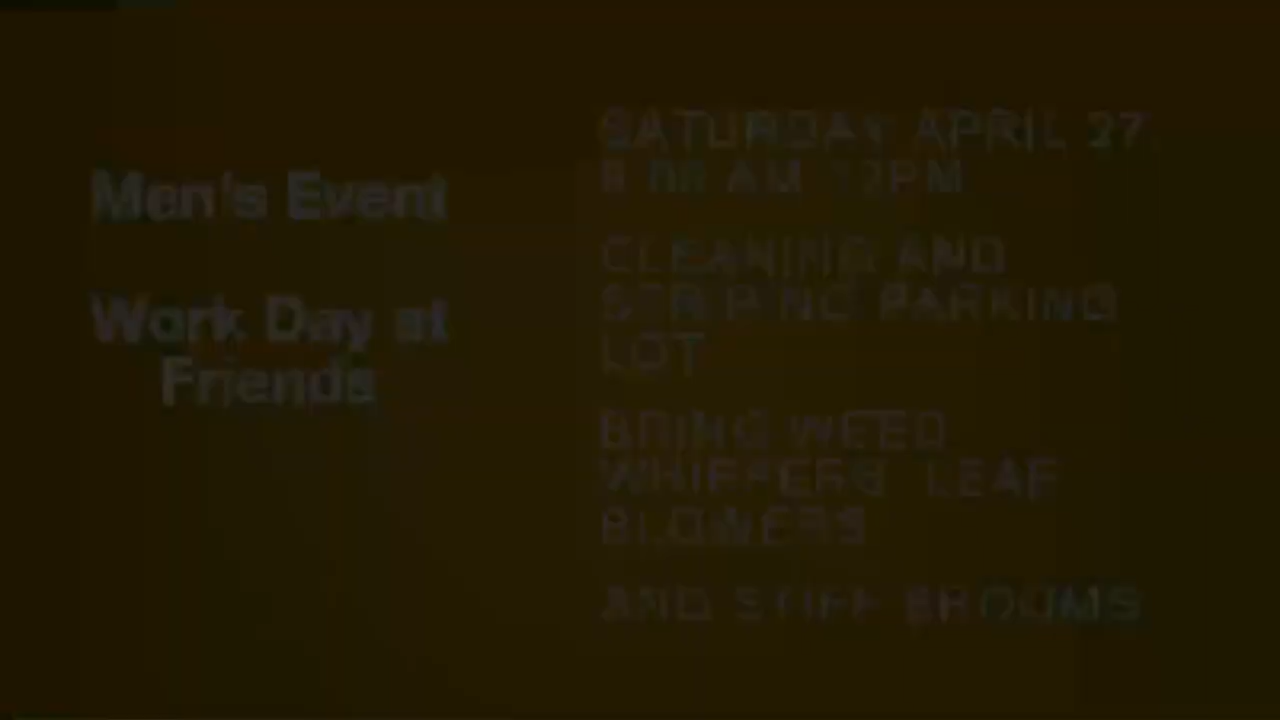 Men's Event
Work Day at
Friends
SATURDAY APRIL 27
8:00 AM 12PM
CLEANING AND
STRIPING PARKING
LOT
BRING WEED
WHIPPERS LEAF
BLOWERS
AND STIFF BROOMS